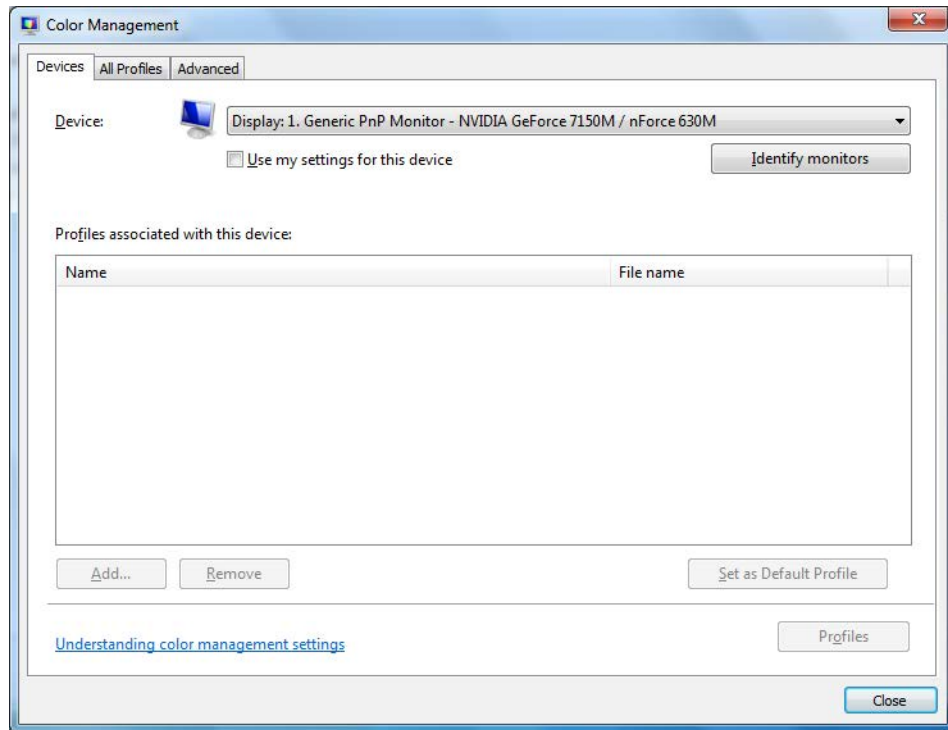 Color Management
Devices All Profiles Advanced
Device: Display: 1. Generic PnP Monitor - NVIDIA GeForce 7150M / nForce 630M
Use my settings for this device Identify monitors
Profiles associated with this device:
Name File name
Add... Remove Set as Default Profile
Understanding color management settings Profiles
Close